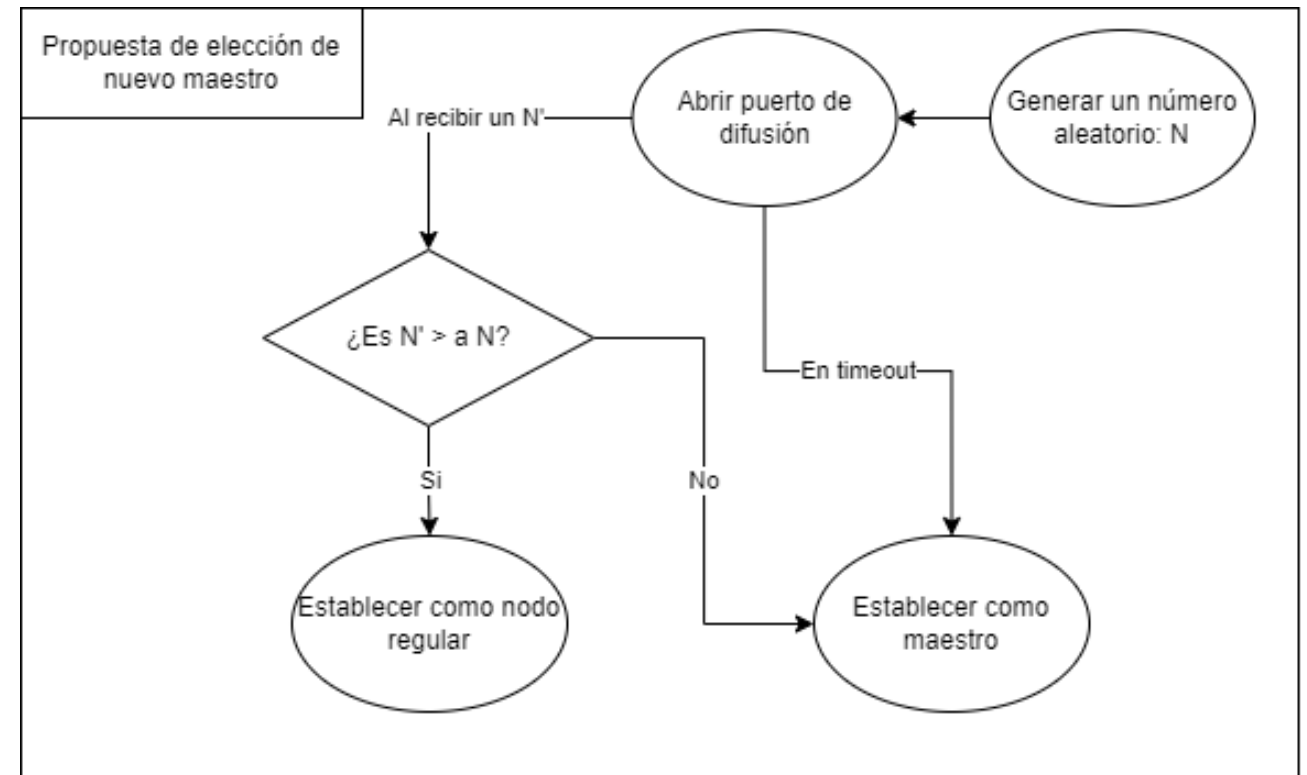 Propuesta de elección de
nuevo maestro
Abrir puerto de
difusión
Generar un número
aleatorio: N
Al recibir un N'
¿Es N' > a N?
En timeout
Si
No
Establecer como nodo
regular
Establecer como
maestro